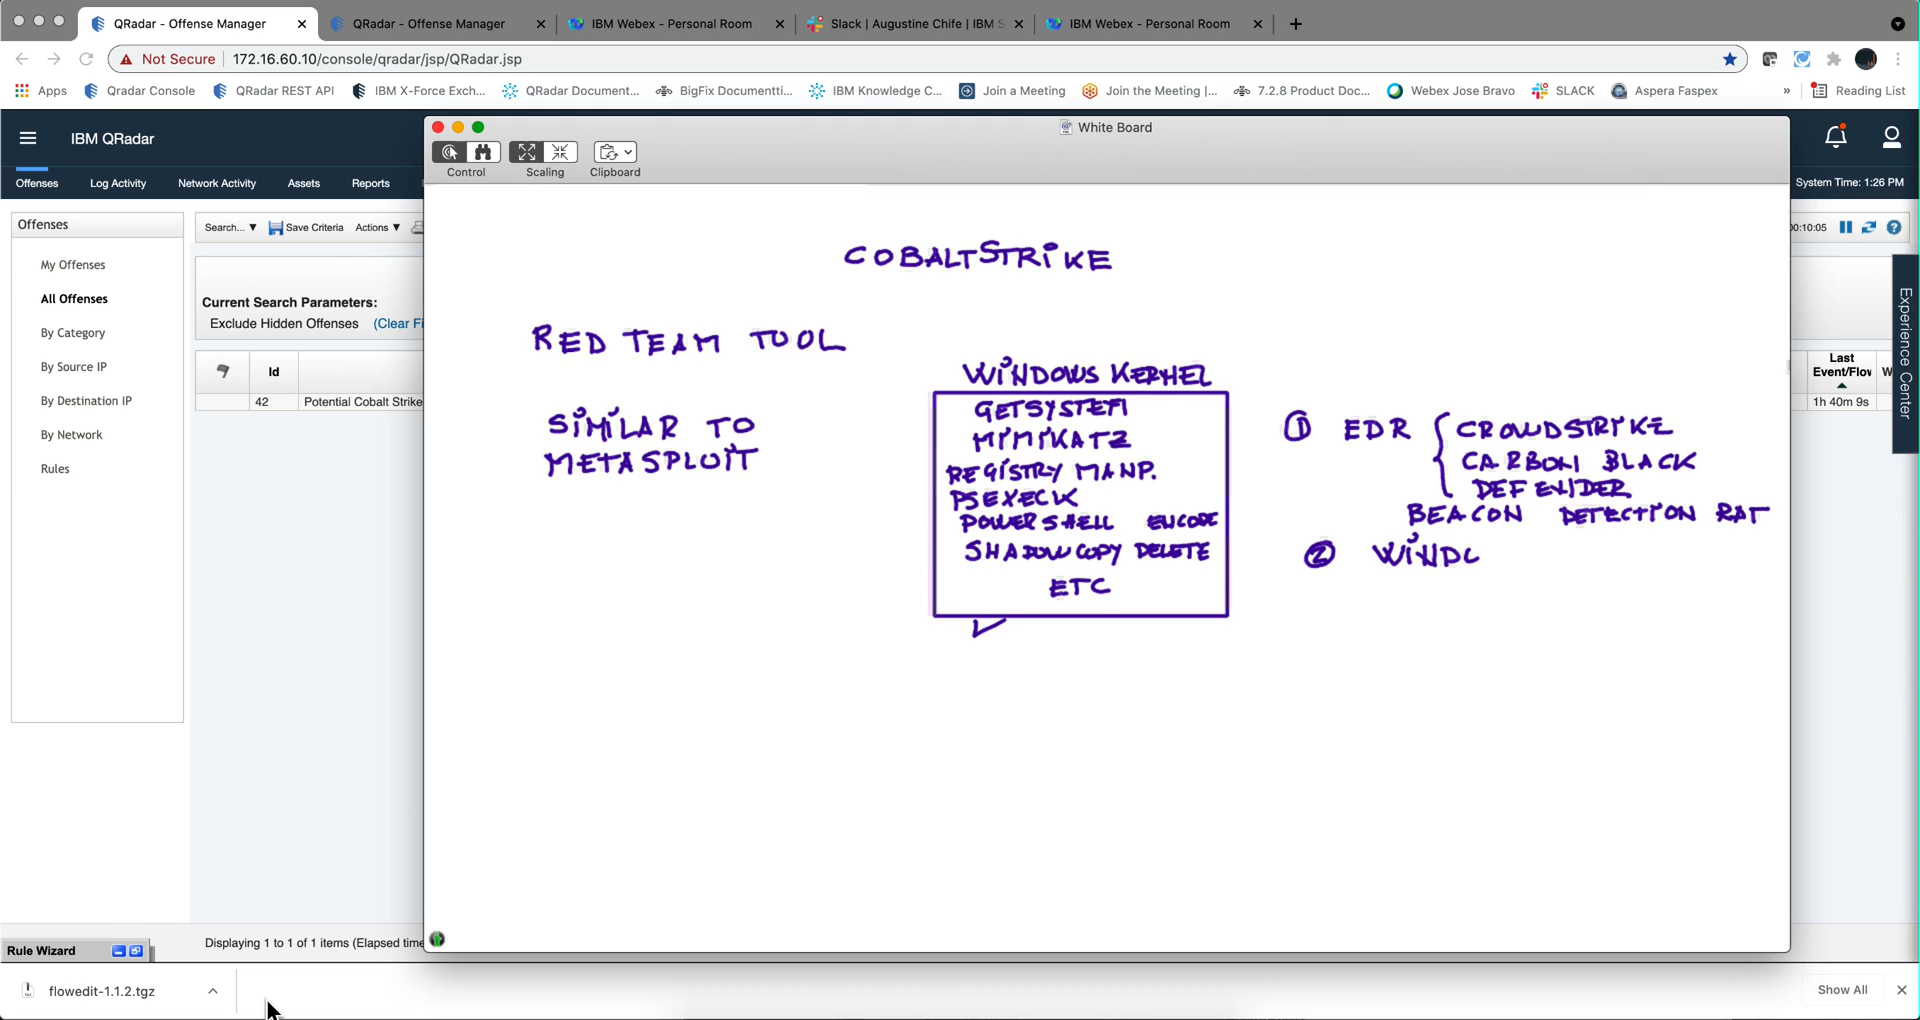 QRadar - Offense Manager
QRadar - Offense Manager
IBM Webex - Personal Room
Slack | Augustine Chife | IBM S
IBM Webex - Personal Room
Not Secure
172.16.60.10/console/qradar/jsp/QRadar.jsp
Apps
Qradar Console
QRadar REST API
IBM X-Force Exch...
QRadar Document...
BigFix Documentti...
IBM Knowledge C...
Join a Meeting
Join the Meeting |...
7.2.8 Product Doc...
Webex Jose Bravo
SLACK
Aspera Faspex
»
Reading List
IBM QRadar
Offenses
Log Activity
Network Activity
Assets
Reports
System Time: 1:26 PM
White Board
Control
Scaling
Clipboard
Offenses
My Offenses
All Offenses
By Category
By Source IP
By Destination IP
By Network
Rules
Search... ▼
Save Criteria
Actions ▼
00:10:05
Current Search Parameters:
Exclude Hidden Offenses (Clear Fi
Id
42
Potential Cobalt Strike
Last
Event/Flow
W
1h 40m 9s
Experience Center
COBALTSTRIKE
RED TEAM TOOL
SIMILAR TO
METASPLOIT
WINDOWS KERNEL
GETSYSTEM
MIMIKATZ
REGISTRY MANP.
PSEXECK
POWERSHELL ENCODE
SHADOWCOPY DELETE
ETC
① EDR
CROWDSTRIKE
CARBON BLACK
DEFENDER
BEACON DETECTION RAT
② WINDO
Displaying 1 to 1 of 1 items (Elapsed time
Rule Wizard
flowedit-1.1.2.tgz
Show All